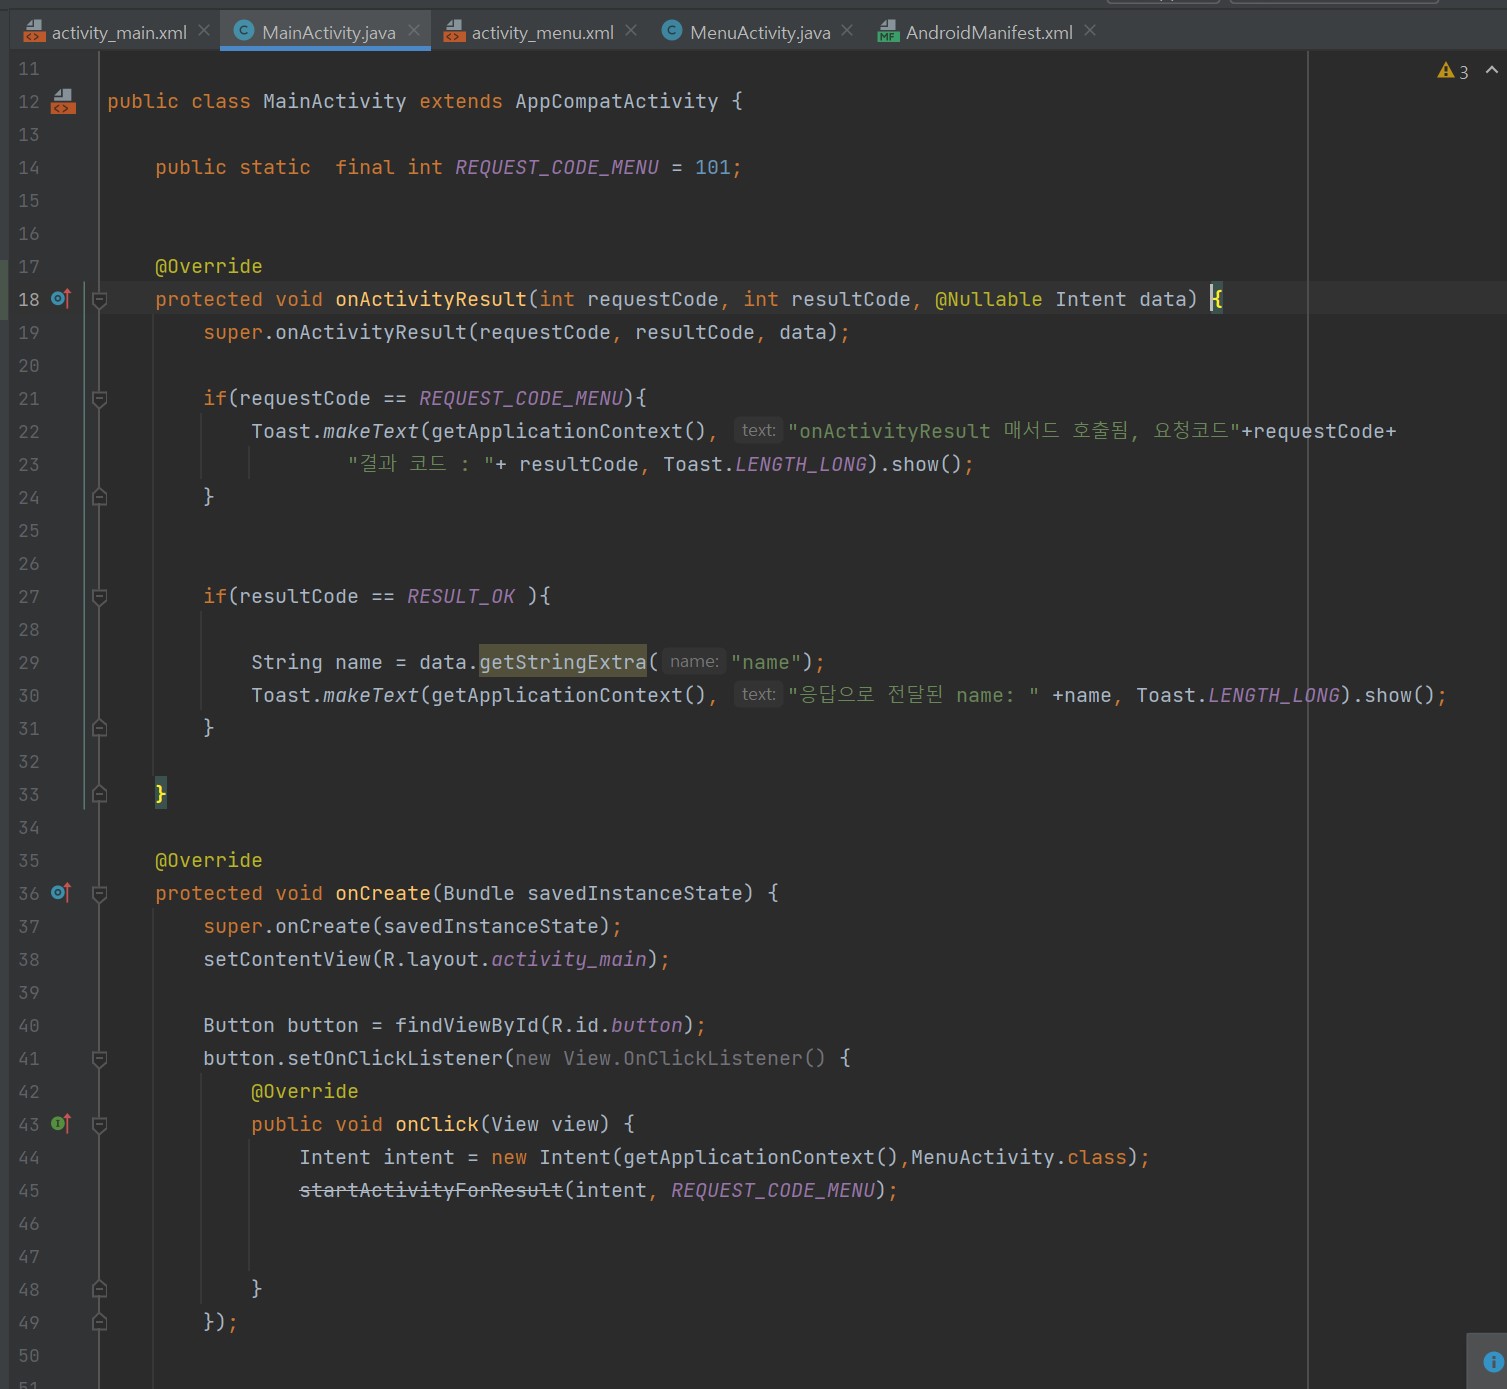 activity_main.xml MainActivity.java activity_menu.xml MenuActivity.java AndroidManifest.xml
11
3
12 public class MainActivity extends AppCompatActivity {
13
14 public static  final int REQUEST_CODE_MENU = 101;
15
16
17 @Override
18 protected void onActivityResult(int requestCode, int resultCode, @Nullable Intent data) {
19 super.onActivityResult(requestCode, resultCode, data);
20
21 if(requestCode == REQUEST_CODE_MENU){
22 Toast.makeText(getApplicationContext(), text: "onActivityResult 매서드 호출됨, 요청코드"+requestCode+
23 "결과 코드 : "+ resultCode, Toast.LENGTH_LONG).show();
24 }
25
26
27 if(resultCode == RESULT_OK ){
28
29 String name = data.getStringExtra( name: "name");
30 Toast.makeText(getApplicationContext(), text: "응답으로 전달된 name: " +name, Toast.LENGTH_LONG).show();
31 }
32
33 }
34
35 @Override
36 protected void onCreate(Bundle savedInstanceState) {
37 super.onCreate(savedInstanceState);
38 setContentView(R.layout.activity_main);
39
40 Button button = findViewById(R.id.button);
41 button.setOnClickListener(new View.OnClickListener() {
42 @Override
43 public void onClick(View view) {
44 Intent intent = new Intent(getApplicationContext(),MenuActivity.class);
45 startActivityForResult(intent, REQUEST_CODE_MENU);
46
47
48 }
49 });
50
51